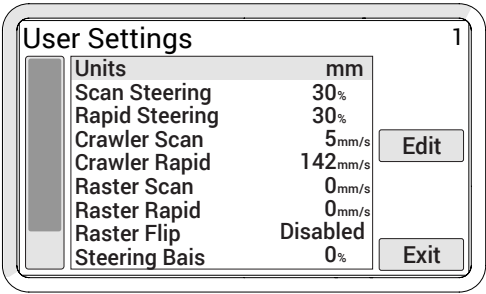 User Settings 1
Units mm
Scan Steering 30%
Rapid Steering 30%
Crawler Scan 5mm/s
Crawler Rapid 142mm/s
Raster Scan 0mm/s
Raster Rapid 0mm/s
Raster Flip Disabled
Steering Bais 0%
Edit
Exit